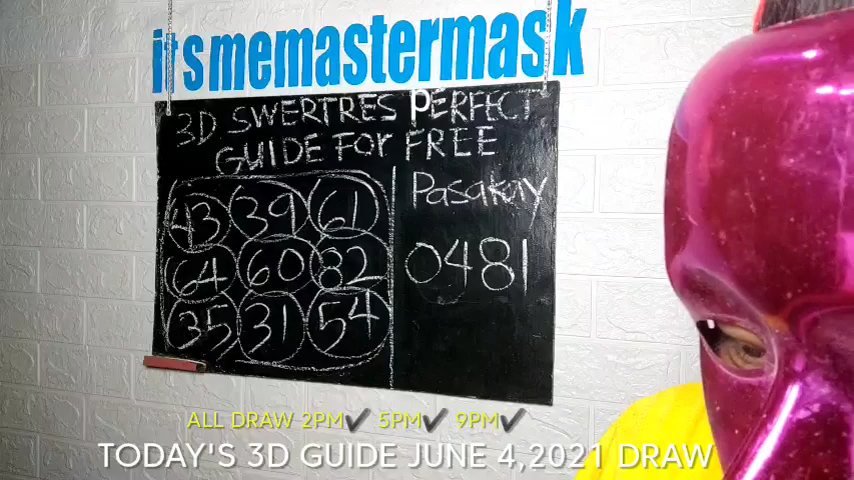 itsmemastermask
3D SWERTRES PERFECT
GUIDE FOr FREE
Pasakay
43 39 61
64 60 82
0481
35 31 54
ALL DRAW 2PM✔ 5PM✔ 9PM✔
TODAY'S 3D GUIDE JUNE 4,2021 DRAW